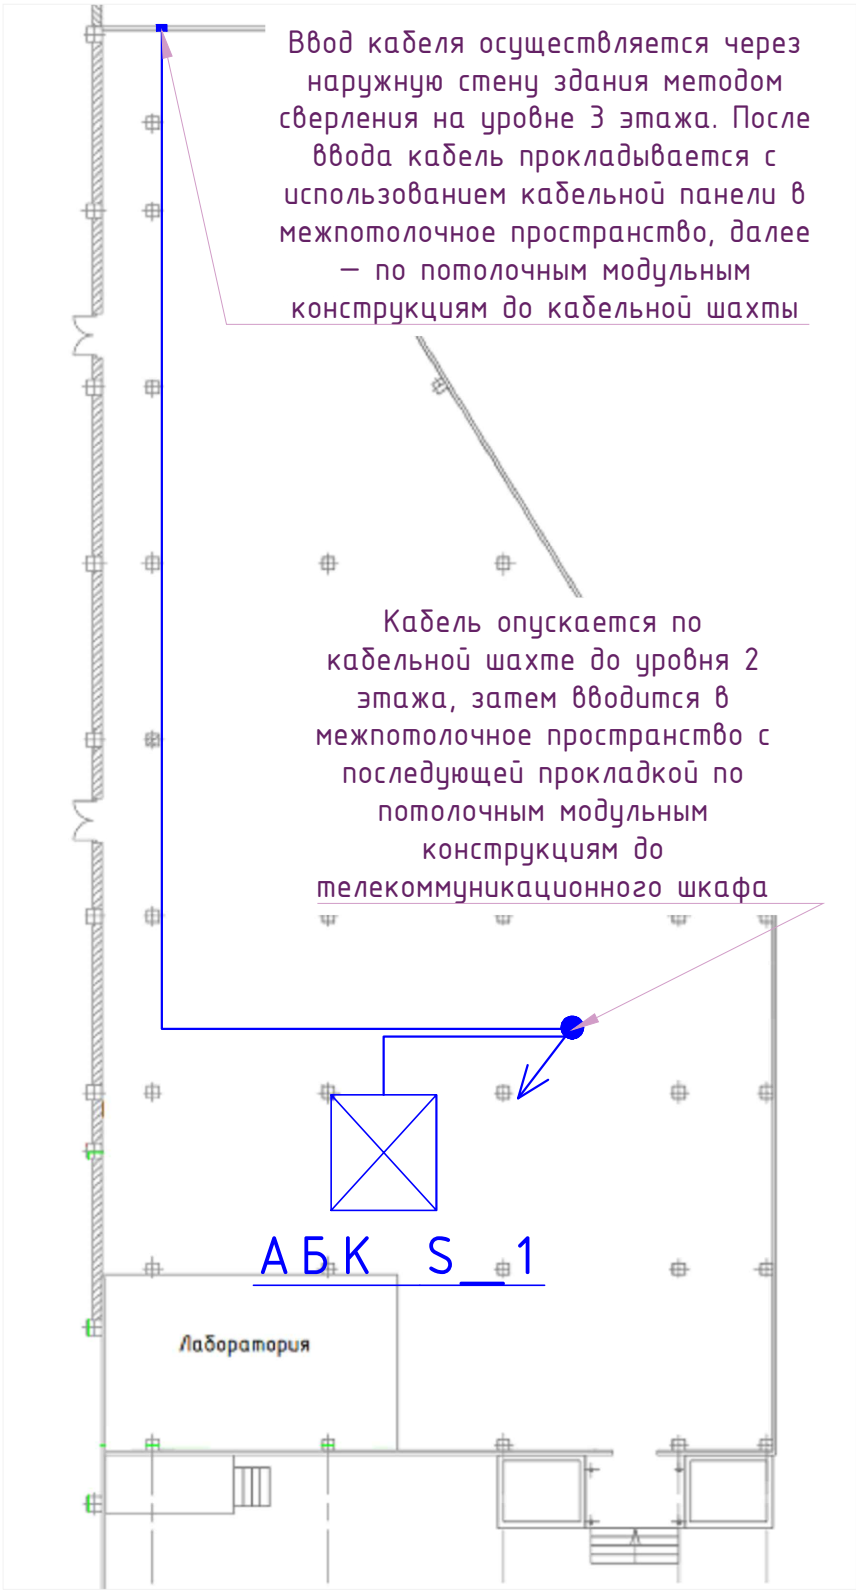 Ввод кабеля осуществляется через
наружную стену здания методом
сверления на уровне 3 этажа. После
ввода кабель прокладывается с
использованием кабельной панели в
межпотолочное пространство, далее
– по потолочным модульным
конструкциям до кабельной шахты
Кабель опускается по
кабельной шахте до уровня 2
этажа, затем вводится в
межпотолочное пространство с
последующей прокладкой по
потолочным модульным
конструкциям до
телекоммуникационного шкафа
АБК S_1
Лаборатория